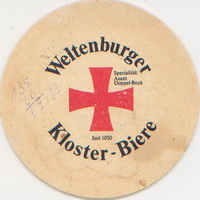 Weltenburger
Spezialität:
Asam
Doppel-Bock
Seit 1050
Kloster-Biere